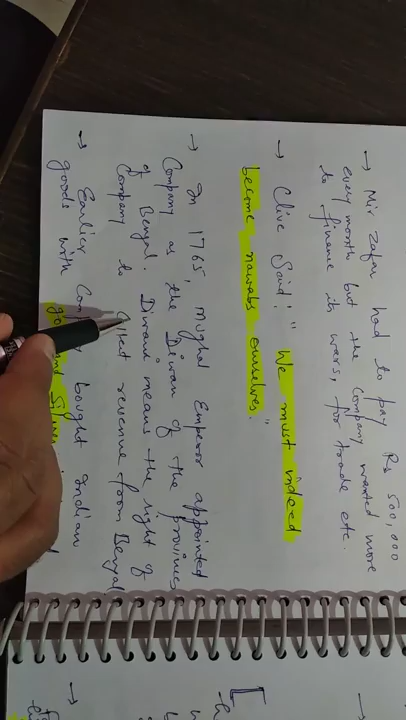 → Mir Zafar had to pay Rs 500,000
every month but the Company wanted more
to finance its wars, for trade etc.
→ Clive Said: "We must indeed
become nawabs ourselves."
→ In 1765, Mughal Emperor appointed
Company as the Diwan of the provinces
of Bengal. Diwani means the right of
Company to revenue from Bengal
→ Earlier bought Indian
goods with and Silver